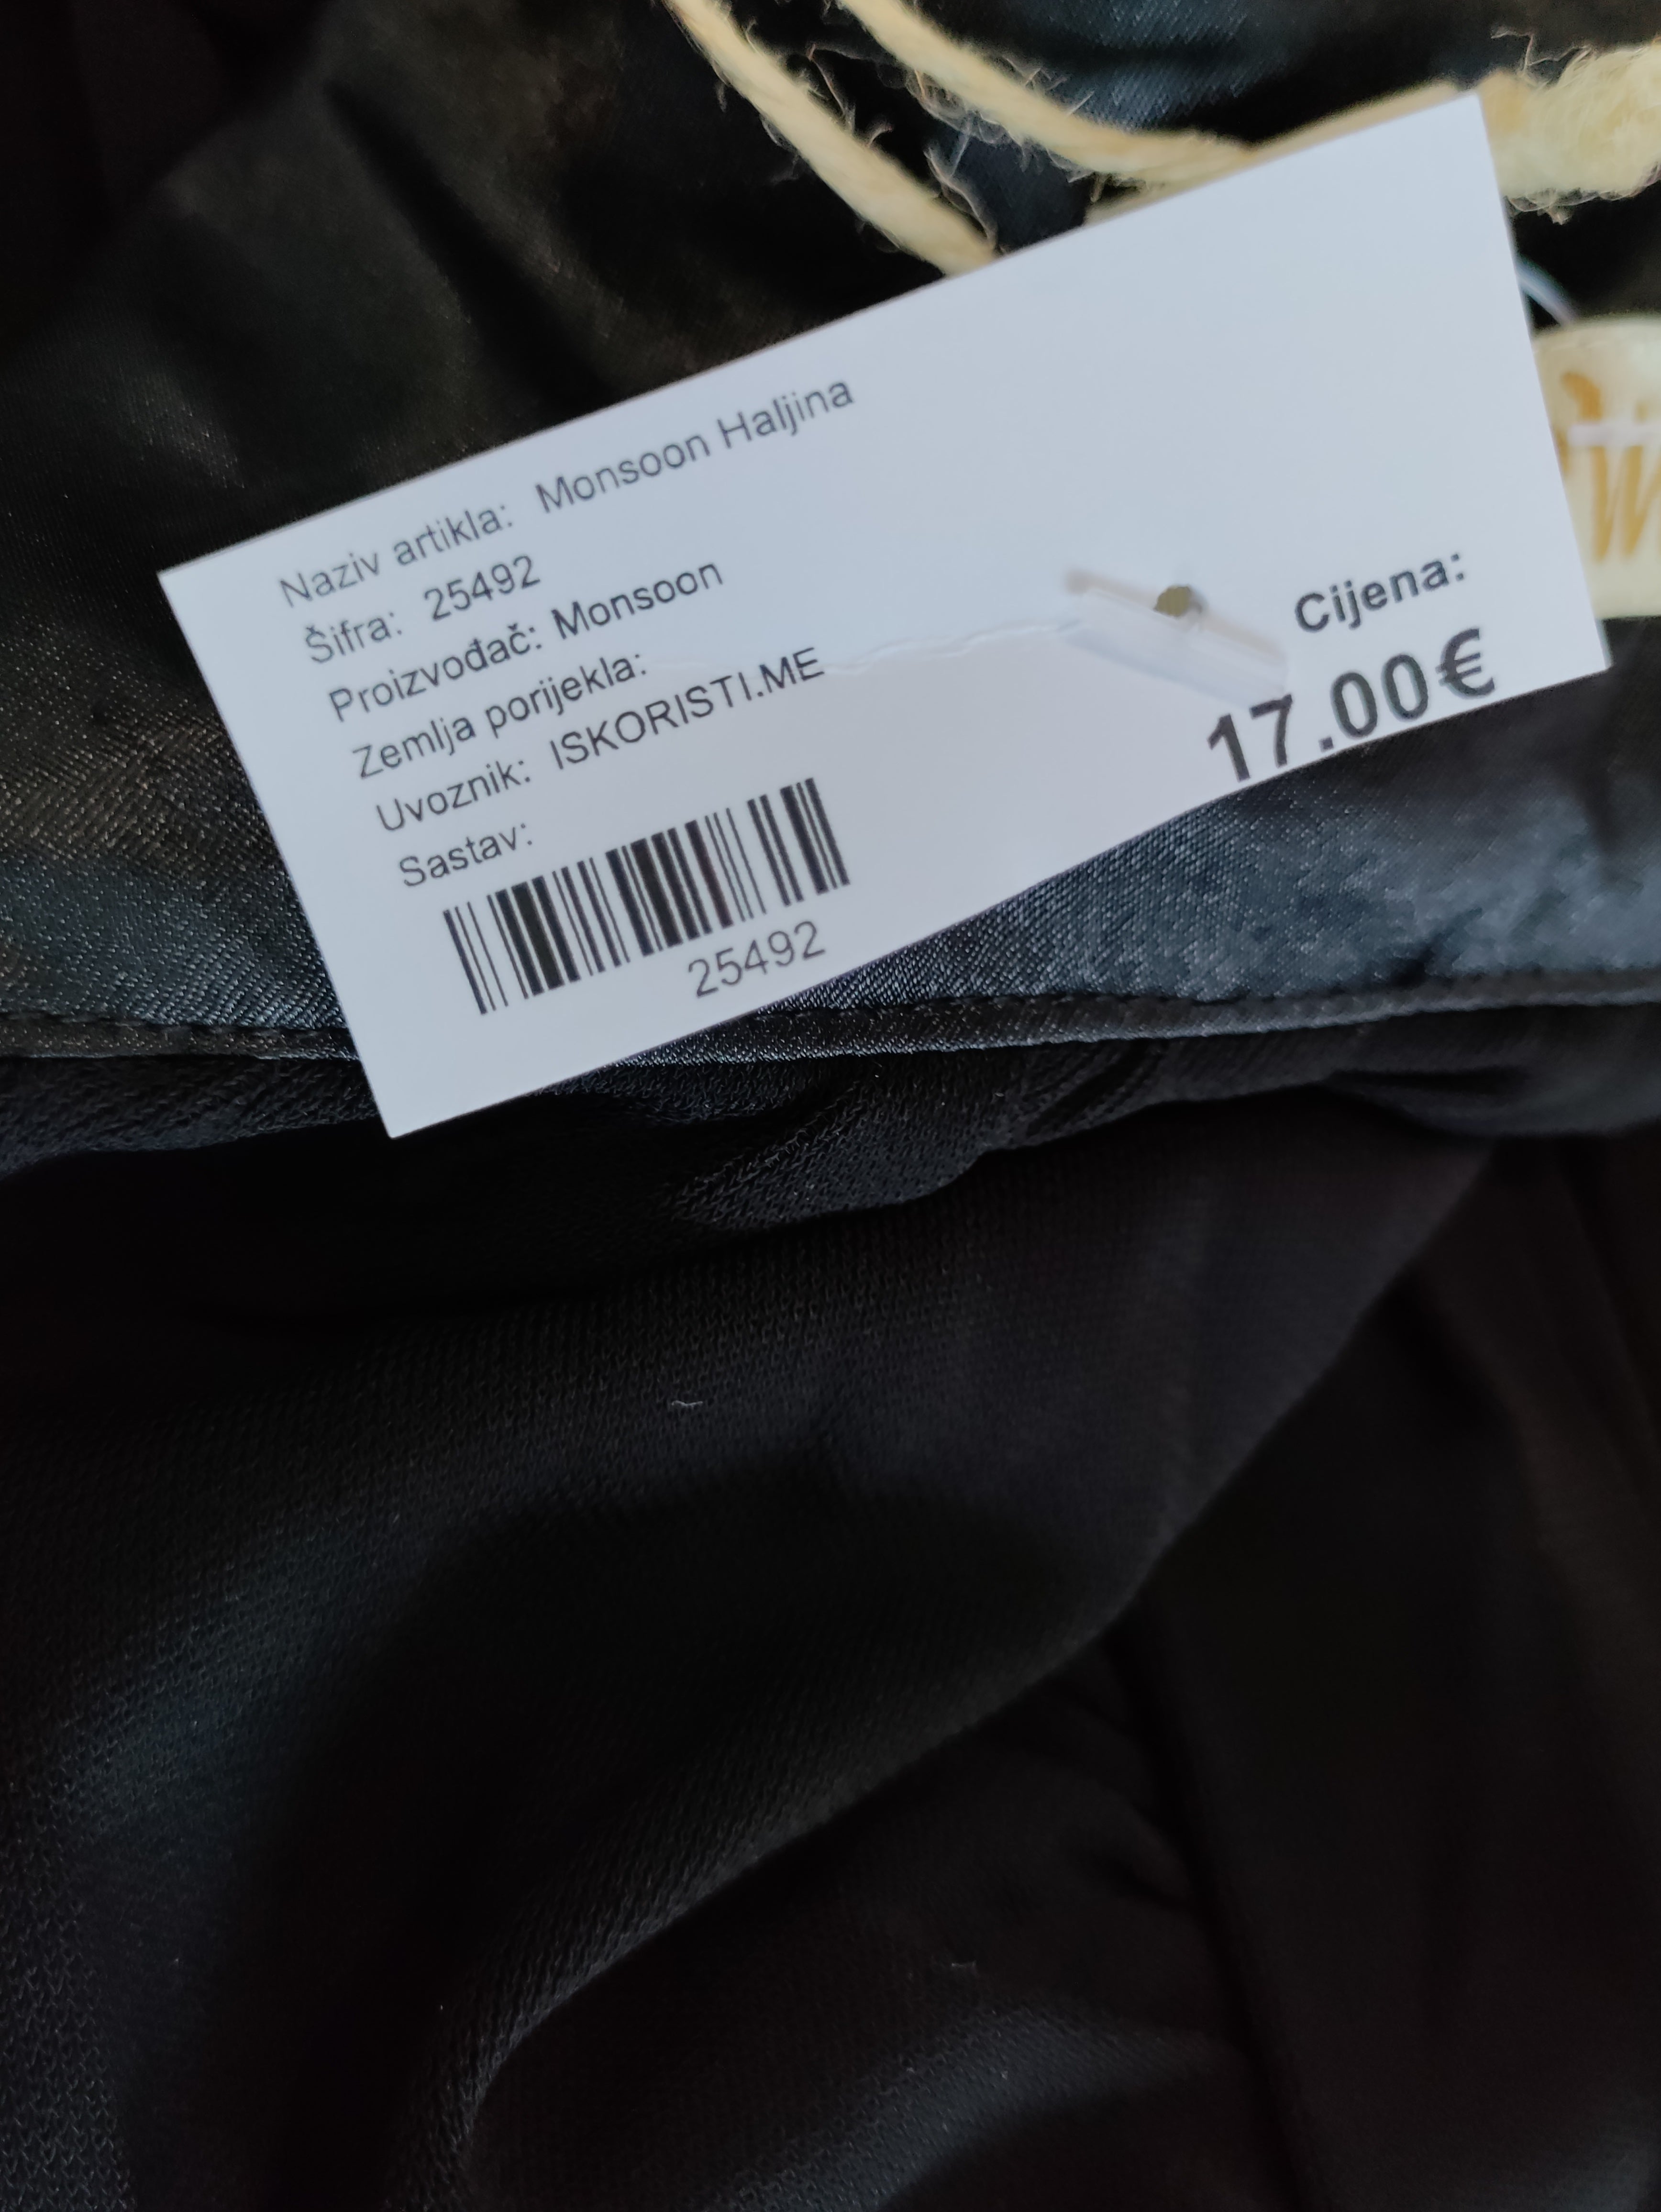 Naziv artikla: Monsoon Haljina
Šifra: 25492
Proizvođač: Monsoon
Zemlja porijekla:
Uvoznik: ISKORISTI.ME
Sastav:
25492
Cijena:
17.00€